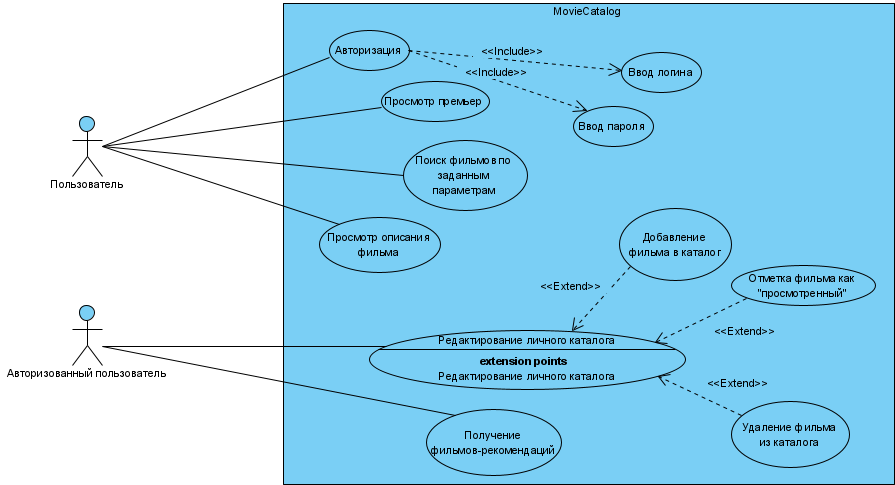 MovieCatalog
Авторизация
<<Include>>
<<Include>>
Ввод логина
Просмотр премьер
Ввод пароля
Пользователь
Поиск фильмов по
заданным
параметрам
Просмотр описания
фильма
Добавление
фильма в каталог
<<Extend>>
Отметка фильма как
"просмотренный"
<<Extend>>
Авторизованный пользователь
Редактирование личного каталога
extension points
Редактирование личного каталога
<<Extend>>
Получение
фильмов-рекомендаций
Удаление фильма
из каталога